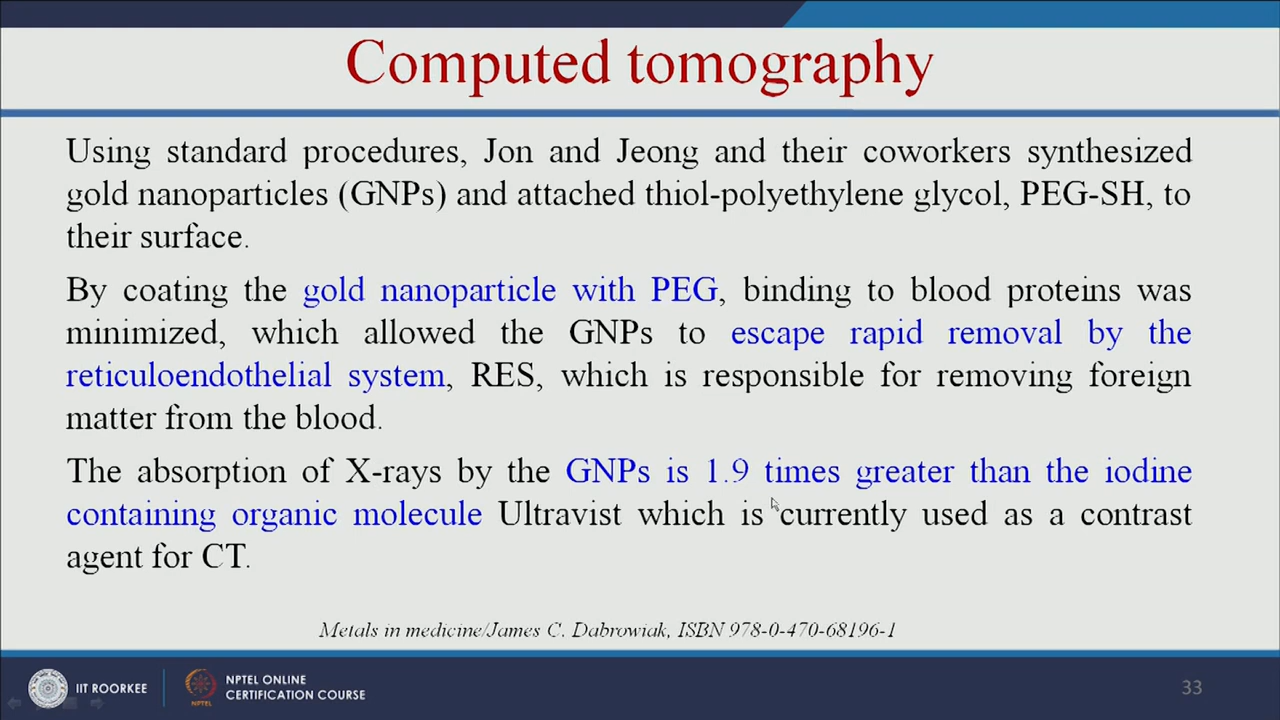 Computed tomography
Using standard procedures, Jon and Jeong and their coworkers synthesized
gold nanoparticles (GNPs) and attached thiol-polyethylene glycol, PEG-SH, to
their surface.
By coating the gold nanoparticle with PEG, binding to blood proteins was
minimized, which allowed the GNPs to escape rapid removal by the
reticuloendothelial system, RES, which is responsible for removing foreign
matter from the blood.
The absorption of X-rays by the GNPs is 1.9 times greater than the iodine
containing organic molecule Ultravist which is currently used as a contrast
agent for CT.
Metals in medicine/James C. Dabrowiak, ISBN 978-0-470-68196-1
IIT ROORKEE
NPTEL
NPTEL ONLINE
CERTIFICATION COURSE
33